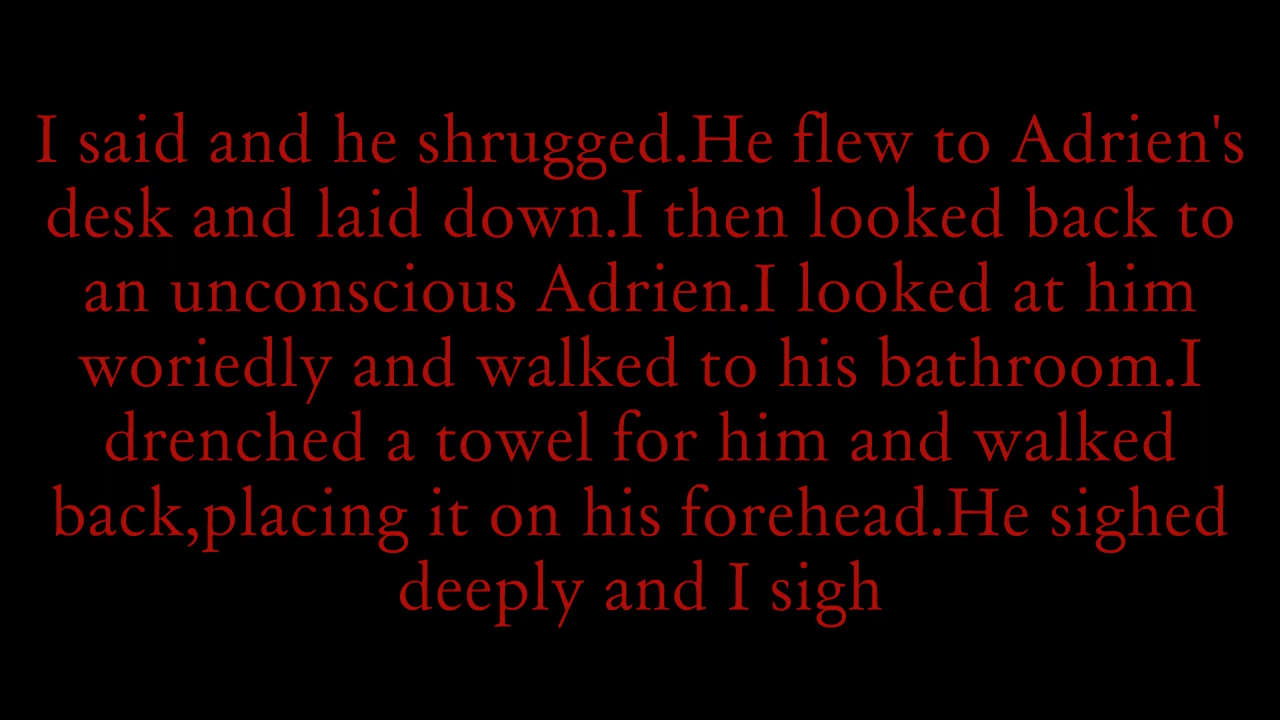 I said and he shrugged.He flew to Adrien's
desk and laid down.I then looked back to
an unconscious Adrien.I looked at him
woriedly and walked to his bathroom.I
drenched a towel for him and walked
back,placing it on his forehead.He sighed
deeply and I sigh